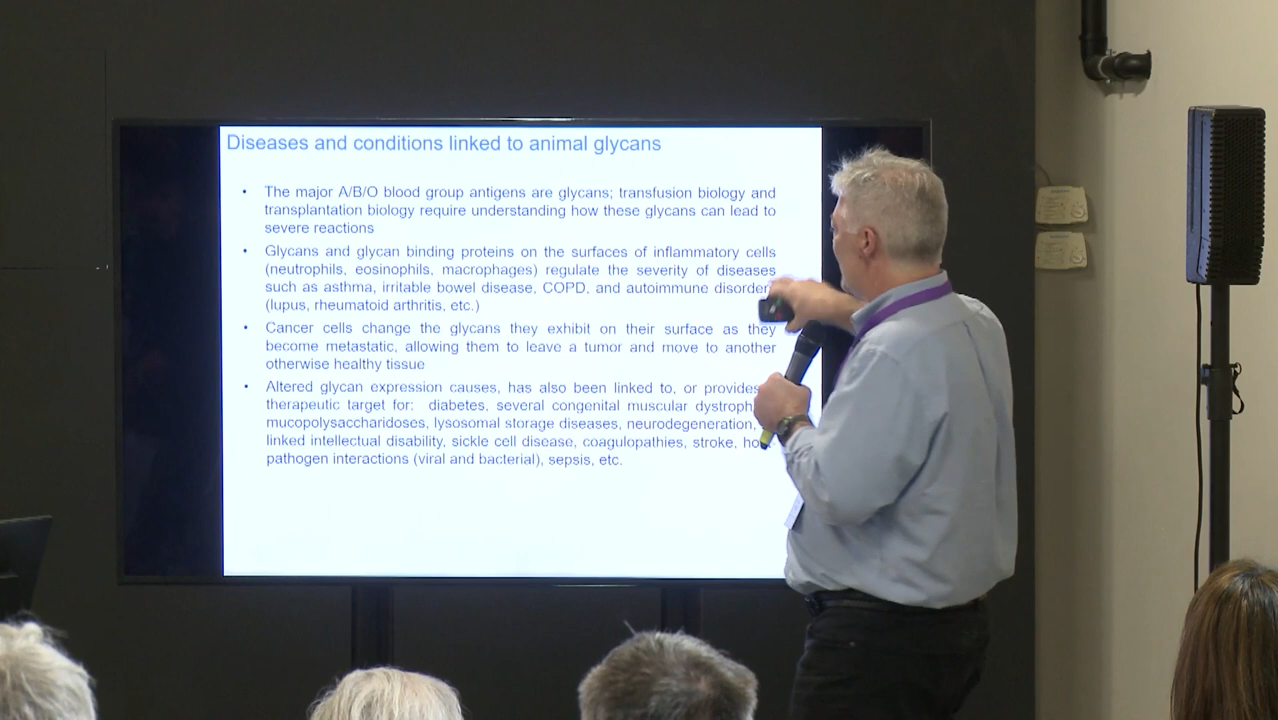 Diseases and conditions linked to animal glycans
• The major A/B/O blood group antigens are glycans; transfusion biology and
transplantation biology require understanding how these glycans can lead to
severe reactions
• Glycans and glycan binding proteins on the surfaces of inflammatory cells
(neutrophils, eosinophils, macrophages) regulate the severity of diseases
such as asthma, irritable bowel disease, COPD, and autoimmune disorder
(lupus, rheumatoid arthritis, etc.)
• Cancer cells change the glycans they exhibit on their surface as they
become metastatic, allowing them to leave a tumor and move to another
otherwise healthy tissue
• Altered glycan expression causes, has also been linked to, or provides
therapeutic target for: diabetes, several congenital muscular
mucopolysaccharidoses, lysosomal storage diseases, neurodegeneration,
linked intellectual disability, sickle cell disease, coagulopathies, stroke,
pathogen interactions (viral and bacterial), sepsis, etc.